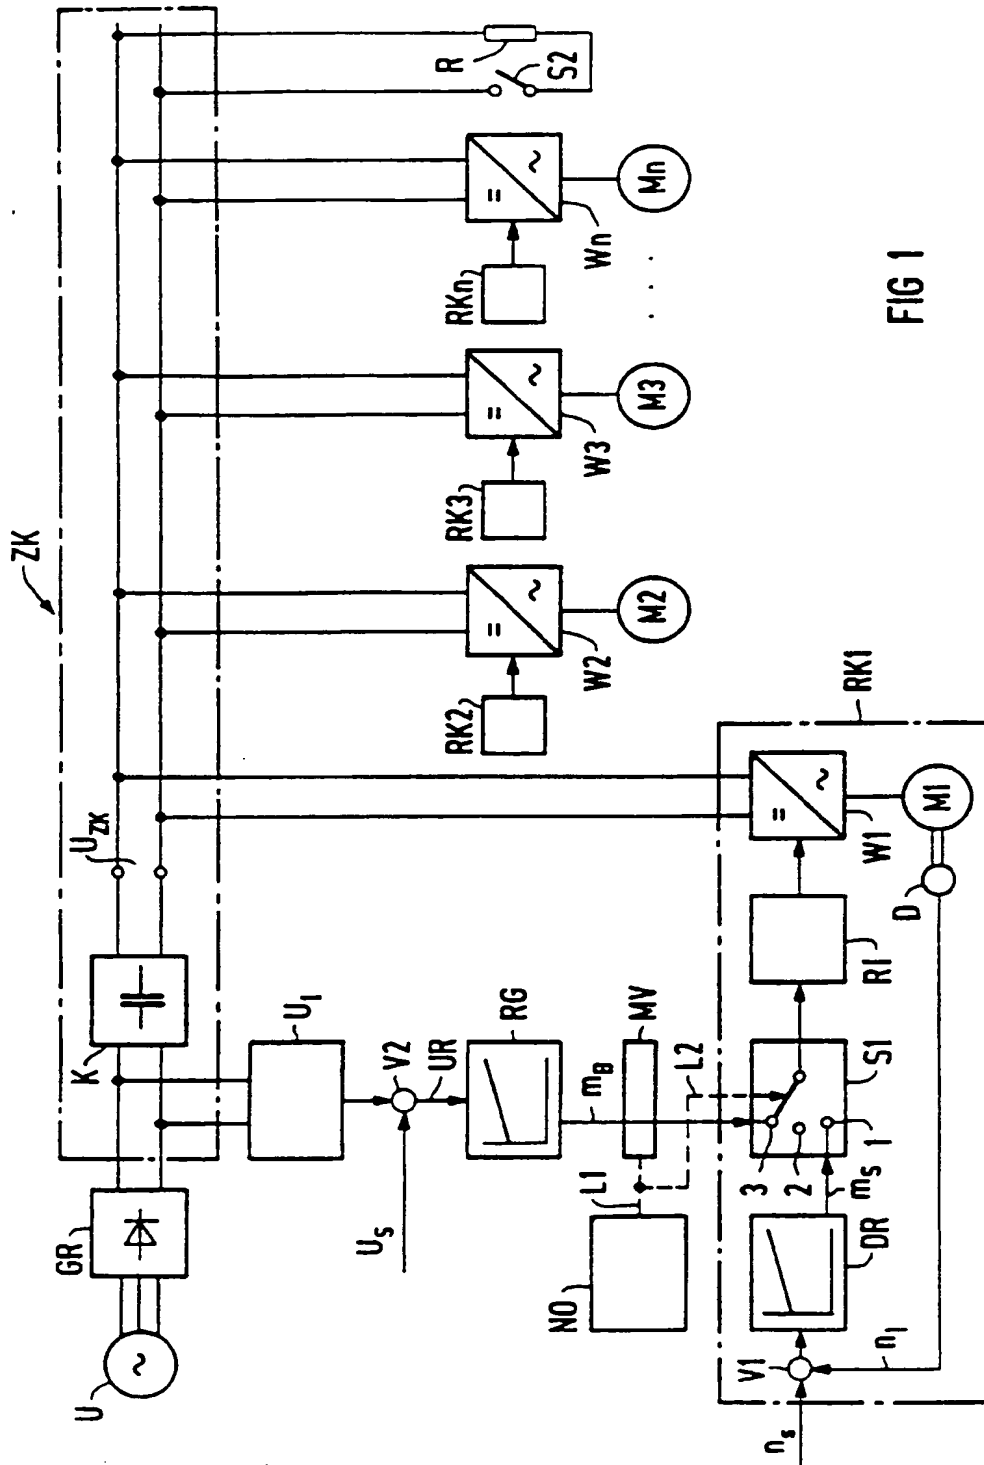 ZK
U
GR
K
U_ZK
R
S2
U_I
V2
U_S
UR
RG
m_B
MV
L1
L2
NO
RK2
W2
M2
RK3
W3
M3
RKn
Wn
Mn
. . .
RK1
n_s
V1
n_I
DR
m_s
3
2
1
S1
RI
W1
M1
D
FIG 1